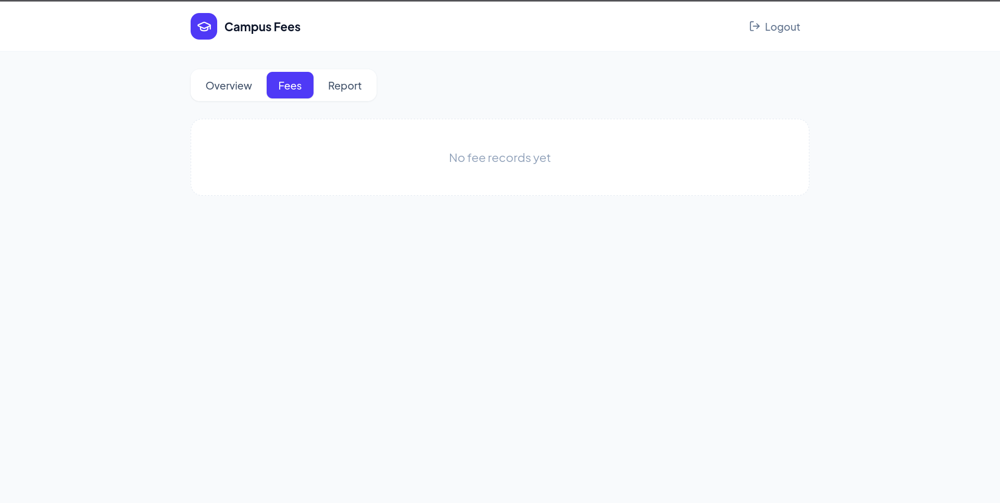 Campus Fees
Logout
Overview
Fees
Report
No fee records yet